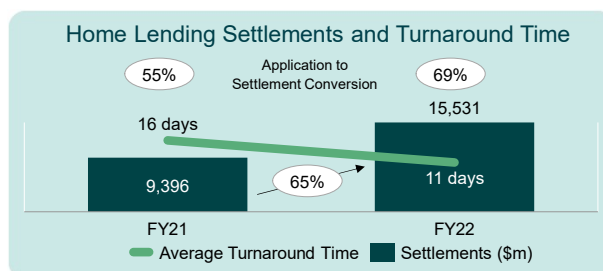 Home Lending Settlements and Turnaround Time
55%
Application to
Settlement Conversion
69%
15,531
16 days
9,396
65%
11 days
FY21
FY22
Average Turnaround Time
Settlements ($m)